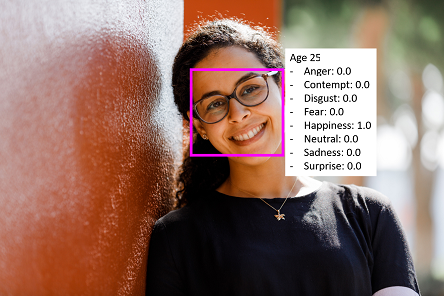 Age 25
- Anger: 0.0
- Contempt: 0.0
- Disgust: 0.0
- Fear: 0.0
- Happiness: 1.0
- Neutral: 0.0
- Sadness: 0.0
- Surprise: 0.0